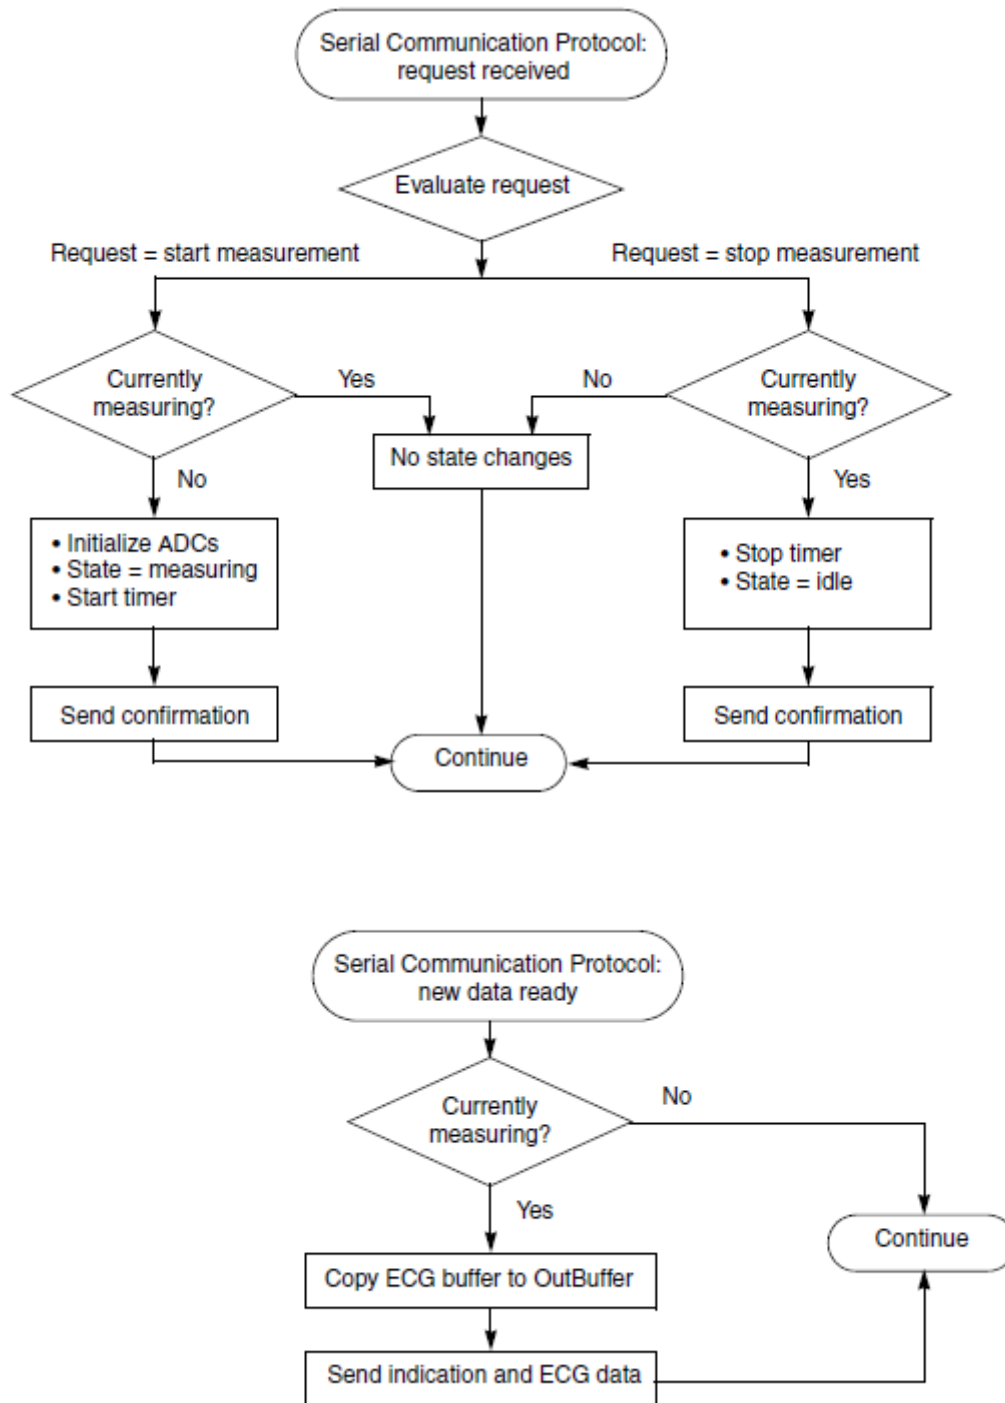 Serial Communication Protocol:
request received
Evaluate request
Request = start measurement
Request = stop measurement
Currently
measuring?
Yes
No
Currently
measuring?
No state changes
No
Yes
• Initialize ADCs
• State = measuring
• Start timer
• Stop timer
• State = idle
Send confirmation
Send confirmation
Continue
Serial Communication Protocol:
new data ready
Currently
measuring?
No
Yes
Continue
Copy ECG buffer to OutBuffer
Send indication and ECG data